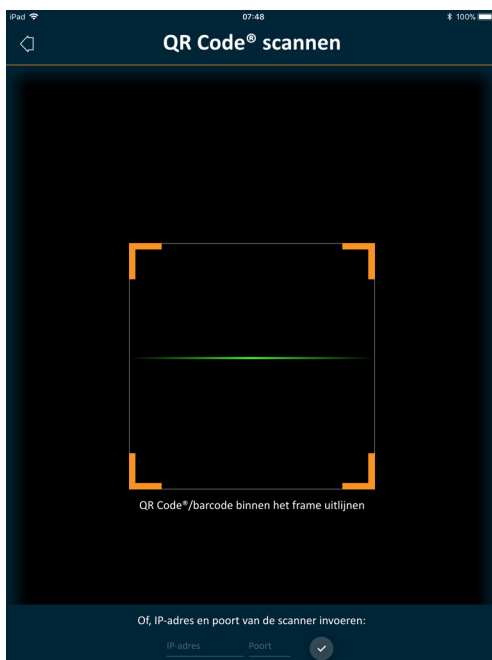 iPad 07:48 100%
QR Code® scannen
QR Code®/barcode binnen het frame uitlijnen
Of, IP-adres en poort van de scanner invoeren:
IP-adres Poort